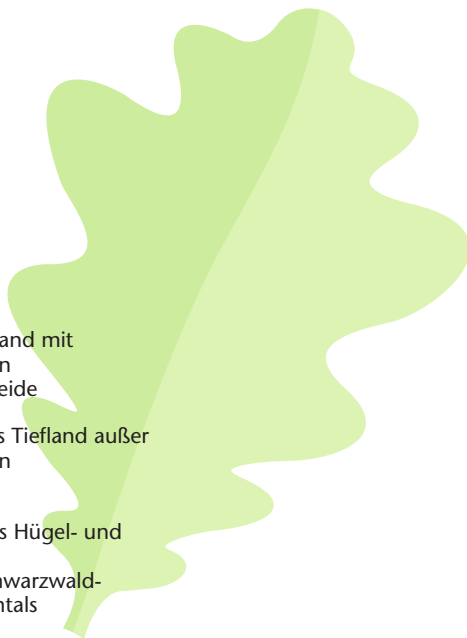 and mit
n
eide
s Tiefland außer
n
s Hügel- und
hwarzwald-
ntals